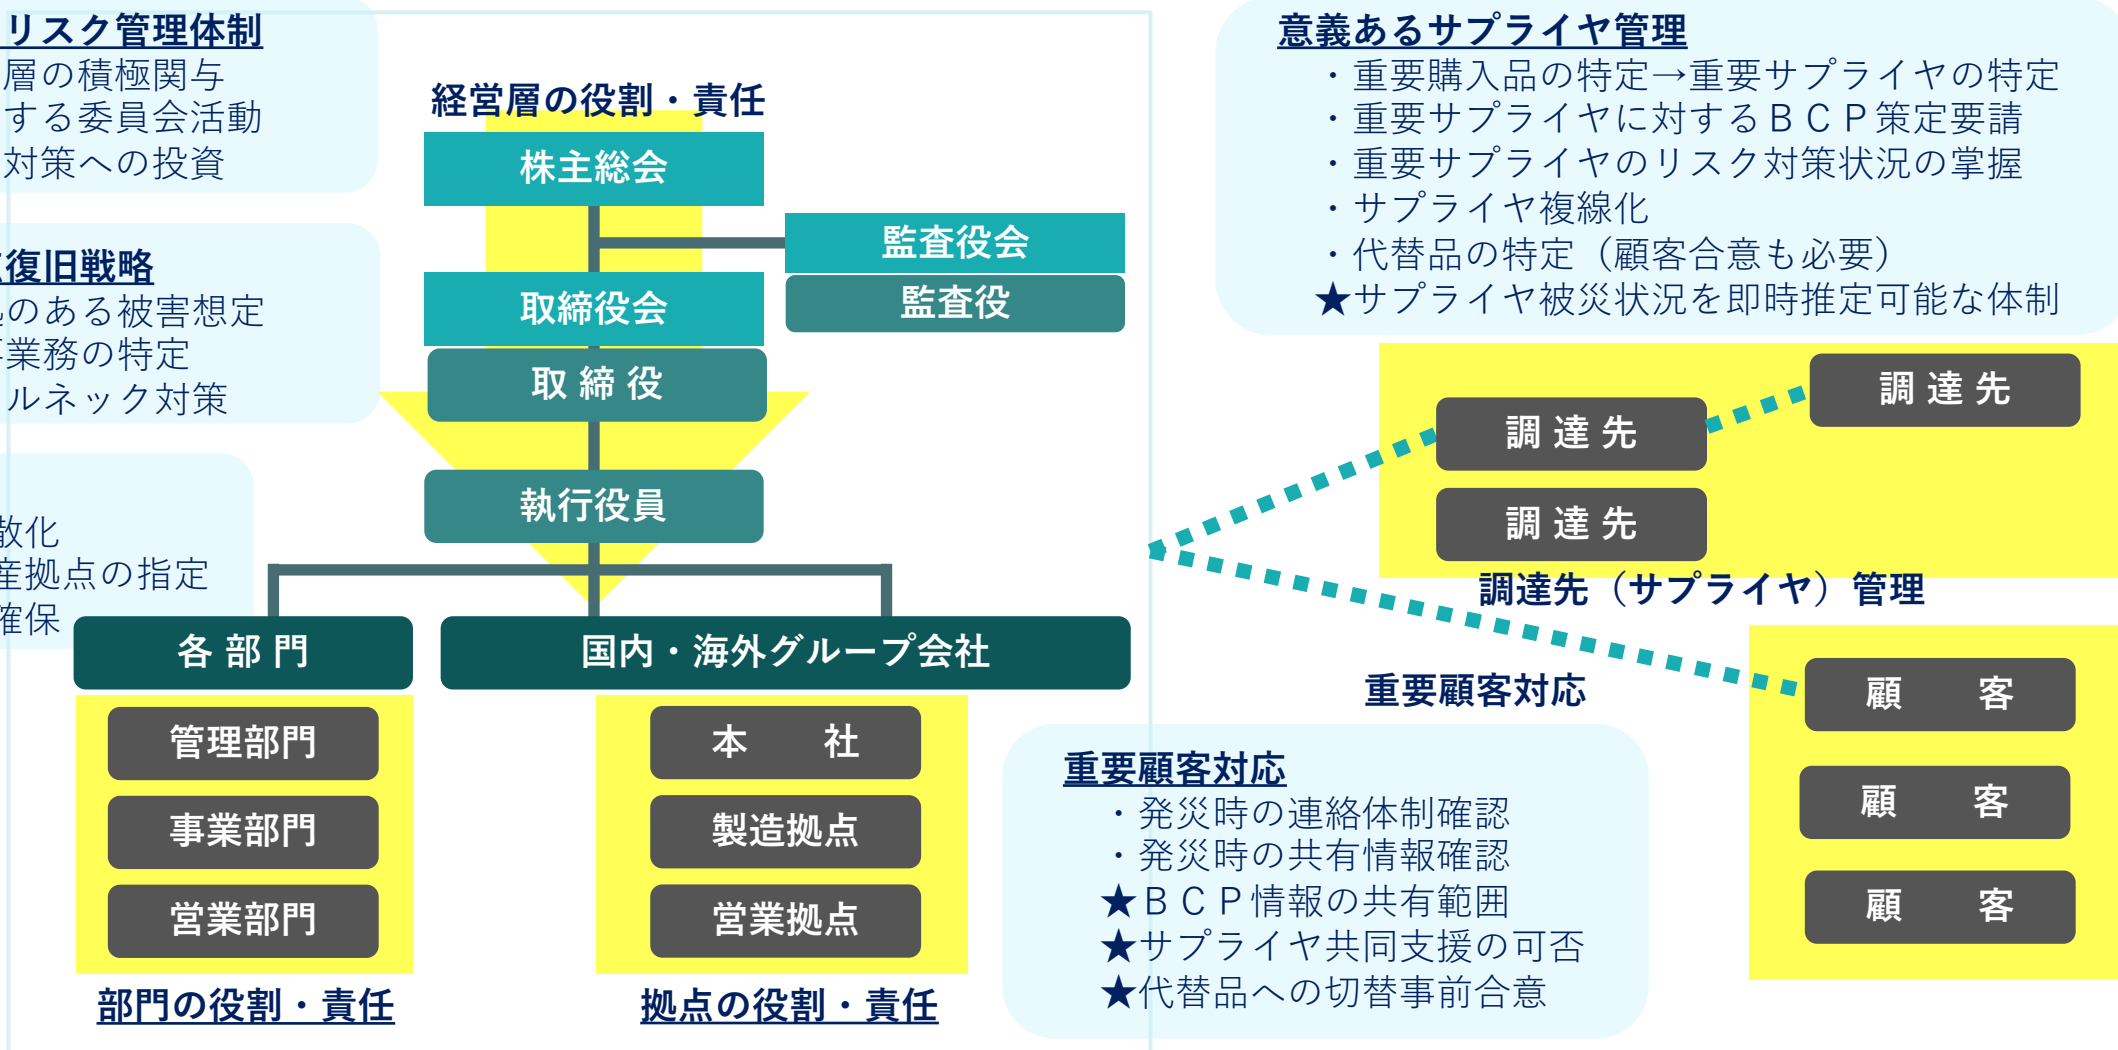 リスク管理体制
層の積極関与
する委員会活動
対策への投資
復旧戦略
のある被害想定
業務の特定
ルネック対策
散化
産拠点の指定
確保
経営層の役割・責任
株主総会
監査役会
監査役
取締役会
取 締 役
執行役員
各 部 門
国内・海外グループ会社
管理部門
事業部門
営業部門
部門の役割・責任
本　　社
製造拠点
営業拠点
拠点の役割・責任
意義あるサプライヤ管理
・重要購入品の特定→重要サプライヤの特定
・重要サプライヤに対するＢＣＰ策定要請
・重要サプライヤのリスク対策状況の掌握
・サプライヤ複線化
・代替品の特定（顧客合意も必要）
★サプライヤ被災状況を即時推定可能な体制
調 達 先
調 達 先
調 達 先
調達先（サプライヤ）管理
重要顧客対応
顧　　客
顧　　客
顧　　客
重要顧客対応
・発災時の連絡体制確認
・発災時の共有情報確認
★ＢＣＰ情報の共有範囲
★サプライヤ共同支援の可否
★代替品への切替事前合意